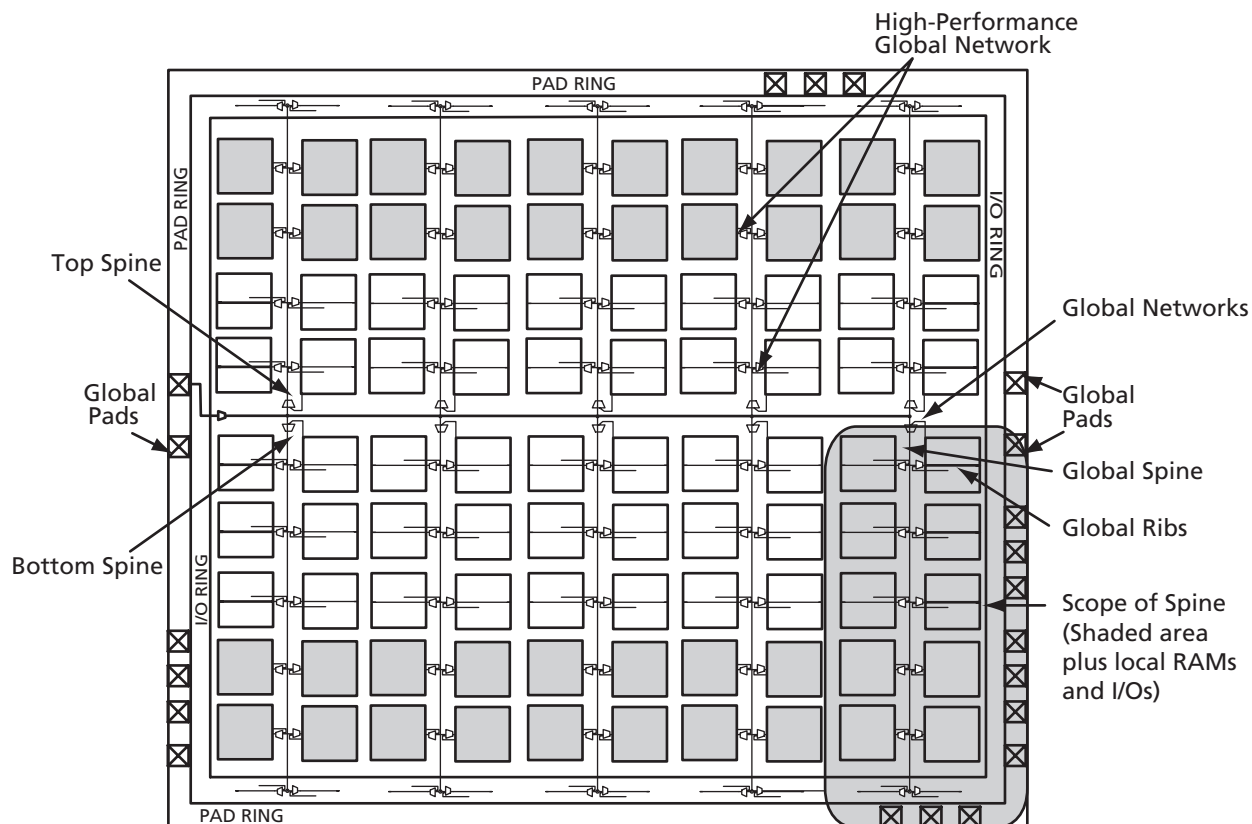 High-Performance
Global Network
PAD RING
PAD RING
I/O RING
Top Spine
Global Networks
Global
Pads
Global
Pads
Global Spine
Global Ribs
Bottom Spine
I/O RING
Scope of Spine
(Shaded area
plus local RAMs
and I/Os)
PAD RING